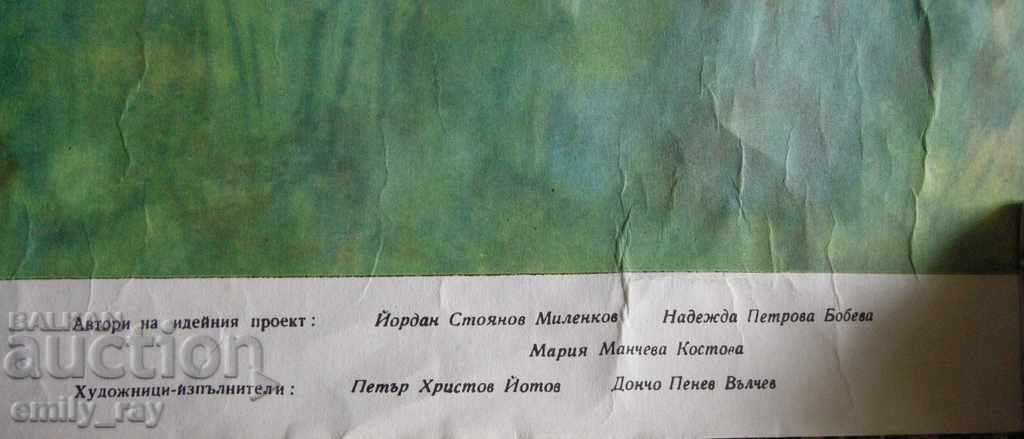 Автори на идейния проект: Йордан Стоянов Миленков Надежда Петрова Бобева
Мария Манчева Костова
Художници-изпълнители: Петър Христов Йотов Дончо Пенев Вълчев
BALKAN
auction
emily_ray